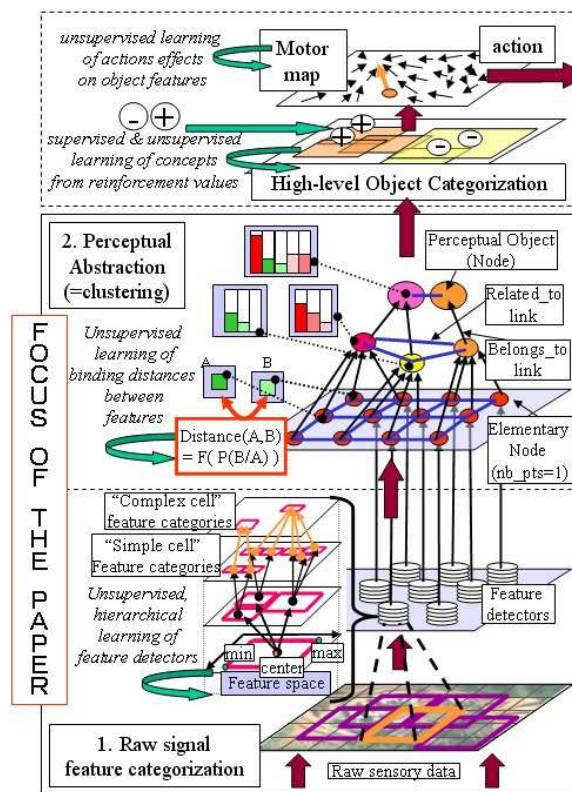 unsupervised learning
of actions effects
on object features
Motor
map
action
- +
supervised & unsupervised
learning of concepts
from reinforcement values
+
+
-
-
High-level Object Categorization
2. Perceptual
Abstraction
(=clustering)
Perceptual Object
(Node)
Related_to
link
Belongs_to
link
Unsupervised
learning of
binding distances
between
features
A
B
Distance(A,B)
= F( P(B/A) )
Elementary
Node
(nb_pts=1)
FOCUS OF THE PAPER
“Complex cell”
feature categories
“Simple cell”
Feature categories
Unsupervised,
hierarchical
learning of
feature detectors
min
center
max
Feature space
Feature
detectors
1. Raw signal
feature categorization
Raw sensory data